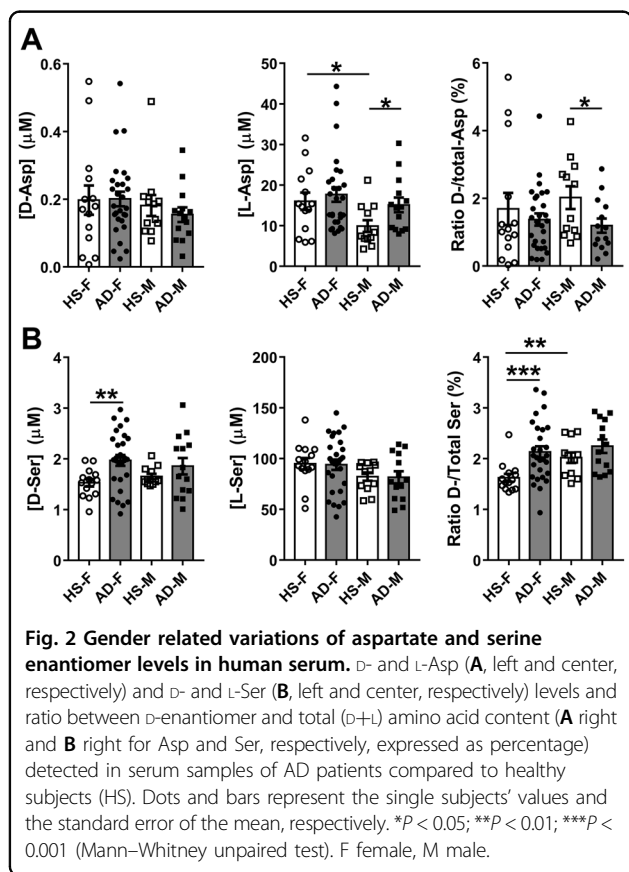 A
[D-Asp] (µM)
0.6
0.4
0.2
0.0
HS-F AD-F HS-M AD-M
[L-Asp] (µM)
50
40
30
20
10
0
* *
HS-F AD-F HS-M AD-M
Ratio D-/total-Asp (%)
6
4
2
0
*
HS-F AD-F HS-M AD-M
B
[D-Ser] (µM)
4
3
2
1
0
**
HS-F AD-F HS-M AD-M
[L-Ser] (µM)
200
150
100
50
0
HS-F AD-F HS-M AD-M
Ratio D-/Total Ser (%)
4
3
2
1
0
**
***
HS-F AD-F HS-M AD-M
Fig. 2 Gender related variations of aspartate and serine
enantiomer levels in human serum. D- and L-Asp (A, left and center,
respectively) and D- and L-Ser (B, left and center, respectively) levels and
ratio between D-enantiomer and total (D+L) amino acid content (A right
and B right for Asp and Ser, respectively, expressed as percentage)
detected in serum samples of AD patients compared to healthy
subjects (HS). Dots and bars represent the single subjects' values and
the standard error of the mean, respectively. *P < 0.05; **P < 0.01; ***P <
0.001 (Mann–Whitney unpaired test). F female, M male.